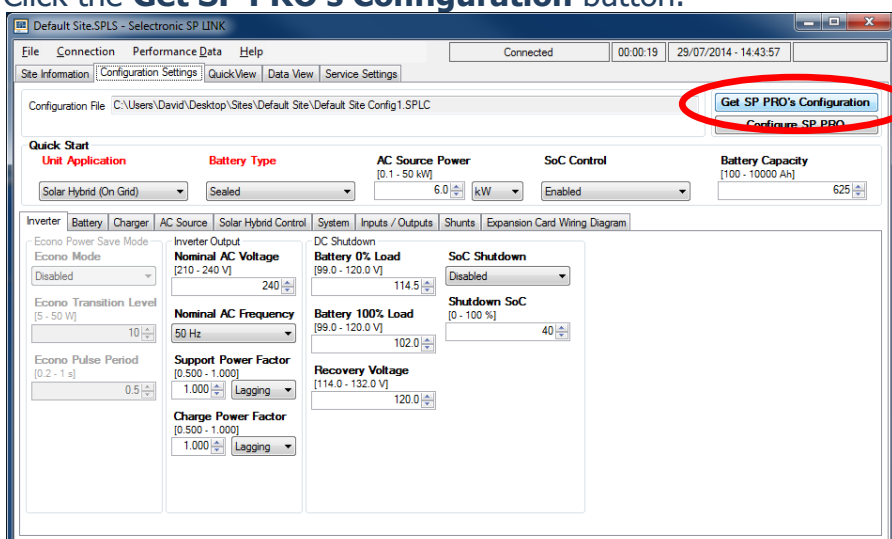 Click the Get SP PRO's Configuration button.
Default Site.SPLS - Selectronic SP LINK
File Connection Performance Data Help
Connected 00:00:19 29/07/2014 - 14:43:57
Site Information Configuration Settings QuickView Data View Service Settings
Configuration File C:\Users\David\Desktop\Sites\Default Site\Default Site Config1.SPLC
Get SP PRO's Configuration
Configure SP PRO
Quick Start
Unit Application Battery Type AC Source Power SoC Control Battery Capacity
[0.1 - 50 kW] [100 - 10000 Ah]
Solar Hybrid (On Grid) Sealed 6.0 kW Enabled 625
Inverter Battery Charger AC Source Solar Hybrid Control System Inputs / Outputs Shunts Expansion Card Wiring Diagram
Econo Power Save Mode
Econo Mode
Disabled
Econo Transition Level
[5 - 50 W]
10
Econo Pulse Period
[0.2 - 1 s]
0.5
Inverter Output
Nominal AC Voltage
[210 - 240 V]
240
Nominal AC Frequency
50 Hz
Support Power Factor
[0.500 - 1.000]
1.000 Lagging
Charge Power Factor
[0.500 - 1.000]
1.000 Lagging
DC Shutdown
Battery 0% Load
[99.0 - 120.0 V]
114.5
Battery 100% Load
[99.0 - 120.0 V]
102.0
Recovery Voltage
[114.0 - 132.0 V]
120.0
SoC Shutdown
Disabled
Shutdown SoC
[0 - 100 %]
40